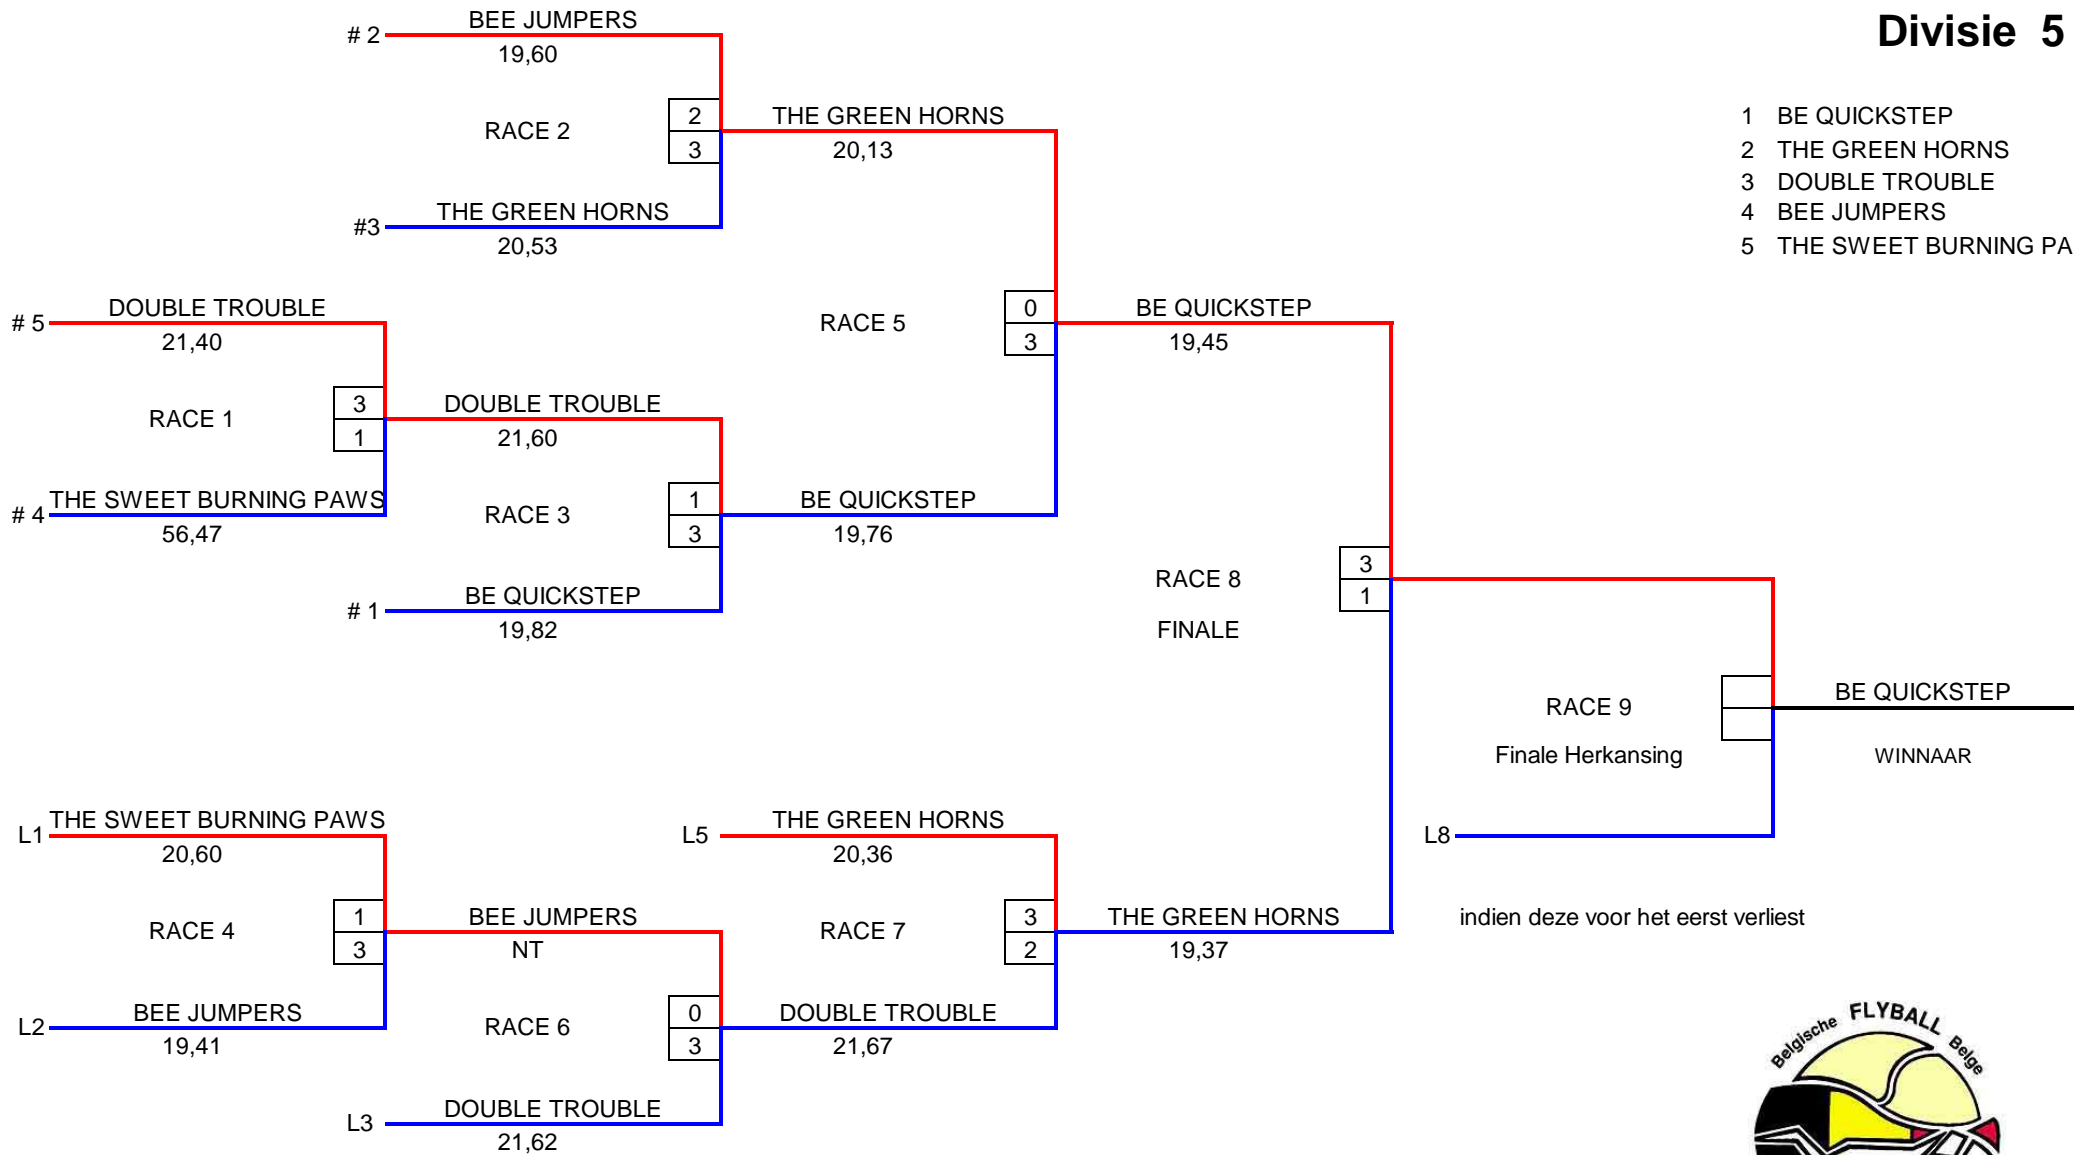 Divisie 5
1 BE QUICKSTEP
2 THE GREEN HORNS
3 DOUBLE TROUBLE
4 BEE JUMPERS
5 THE SWEET BURNING PA
# 2 BEE JUMPERS
19,60
RACE 2 2
3
#3 THE GREEN HORNS
20,53
THE GREEN HORNS
20,13
# 5 DOUBLE TROUBLE
21,40
RACE 1 3
1
# 4 THE SWEET BURNING PAWS
56,47
DOUBLE TROUBLE
21,60
RACE 3 1
3
# 1 BE QUICKSTEP
19,82
RACE 5 0
3
BE QUICKSTEP
19,76
BE QUICKSTEP
19,45
RACE 8 3
1
FINALE
RACE 9
Finale Herkansing
BE QUICKSTEP
WINNAAR
L8
indien deze voor het eerst verliest
L1 THE SWEET BURNING PAWS
20,60
RACE 4 1
3
L2 BEE JUMPERS
19,41
BEE JUMPERS
NT
RACE 6 0
3
L3 DOUBLE TROUBLE
21,62
L5 THE GREEN HORNS
20,36
RACE 7 3
2
DOUBLE TROUBLE
21,67
THE GREEN HORNS
19,37
Belgische FLYBALL Belge